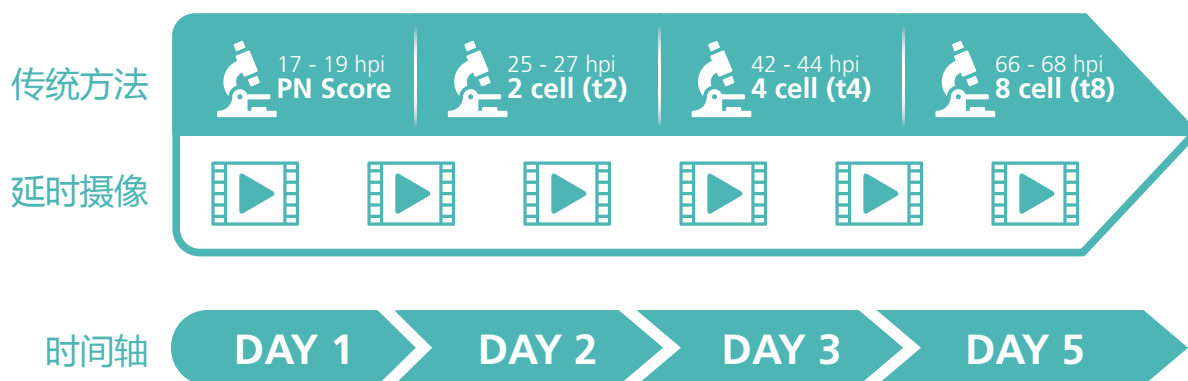 传统方法
17 - 19 hpi
PN Score
25 - 27 hpi
2 cell (t2)
42 - 44 hpi
4 cell (t4)
66 - 68 hpi
8 cell (t8)
延时摄像
时间轴
DAY 1
DAY 2
DAY 3
DAY 5